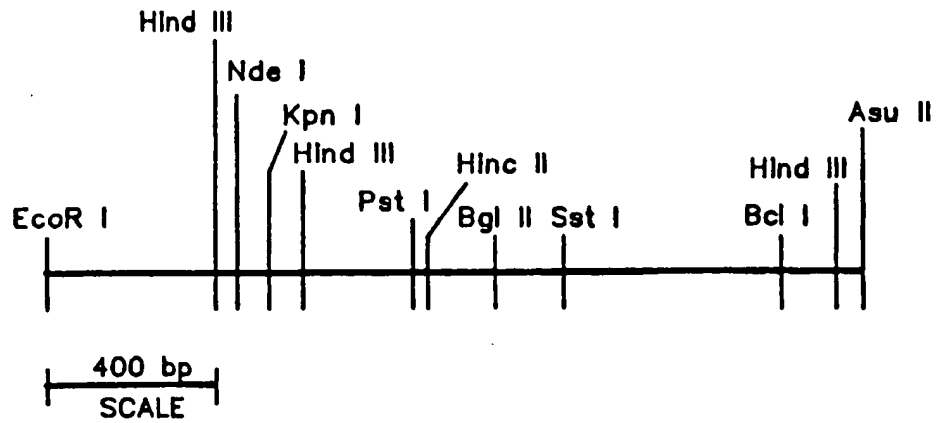 Hind III
Nde I
Kpn I
Asu II
Hind III
Hinc II
Hind III
Pst I
EcoR I
Bgl II
Sst I
Bcl I
400 bp
SCALE